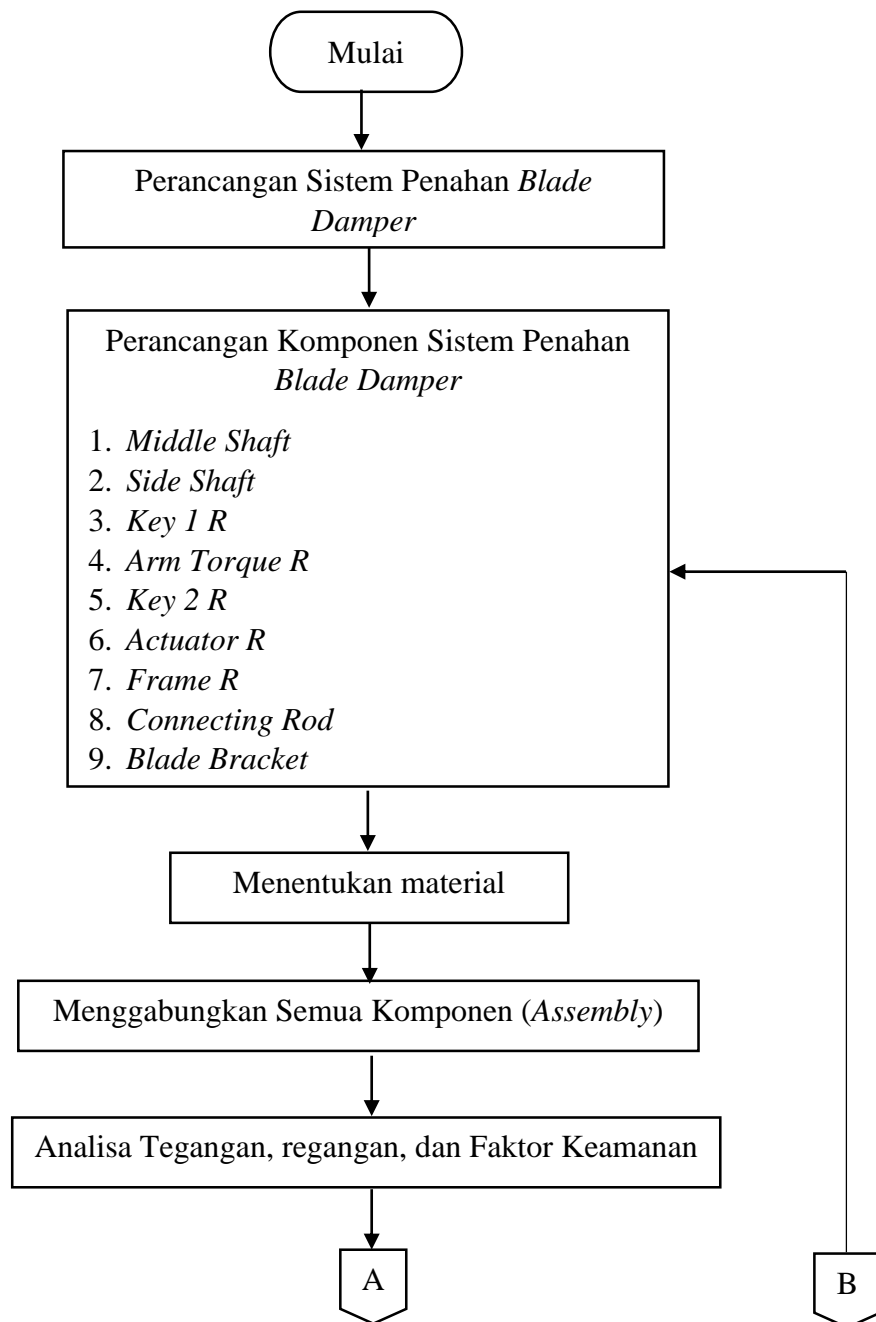 Mulai
Perancangan Sistem Penahan Blade
Damper
Perancangan Komponen Sistem Penahan
Blade Damper
1. Middle Shaft
2. Side Shaft
3. Key 1 R
4. Arm Torque R
5. Key 2 R
6. Actuator R
7. Frame R
8. Connecting Rod
9. Blade Bracket
Menentukan material
Menggabungkan Semua Komponen (Assembly)
Analisa Tegangan, regangan, dan Faktor Keamanan
A
B